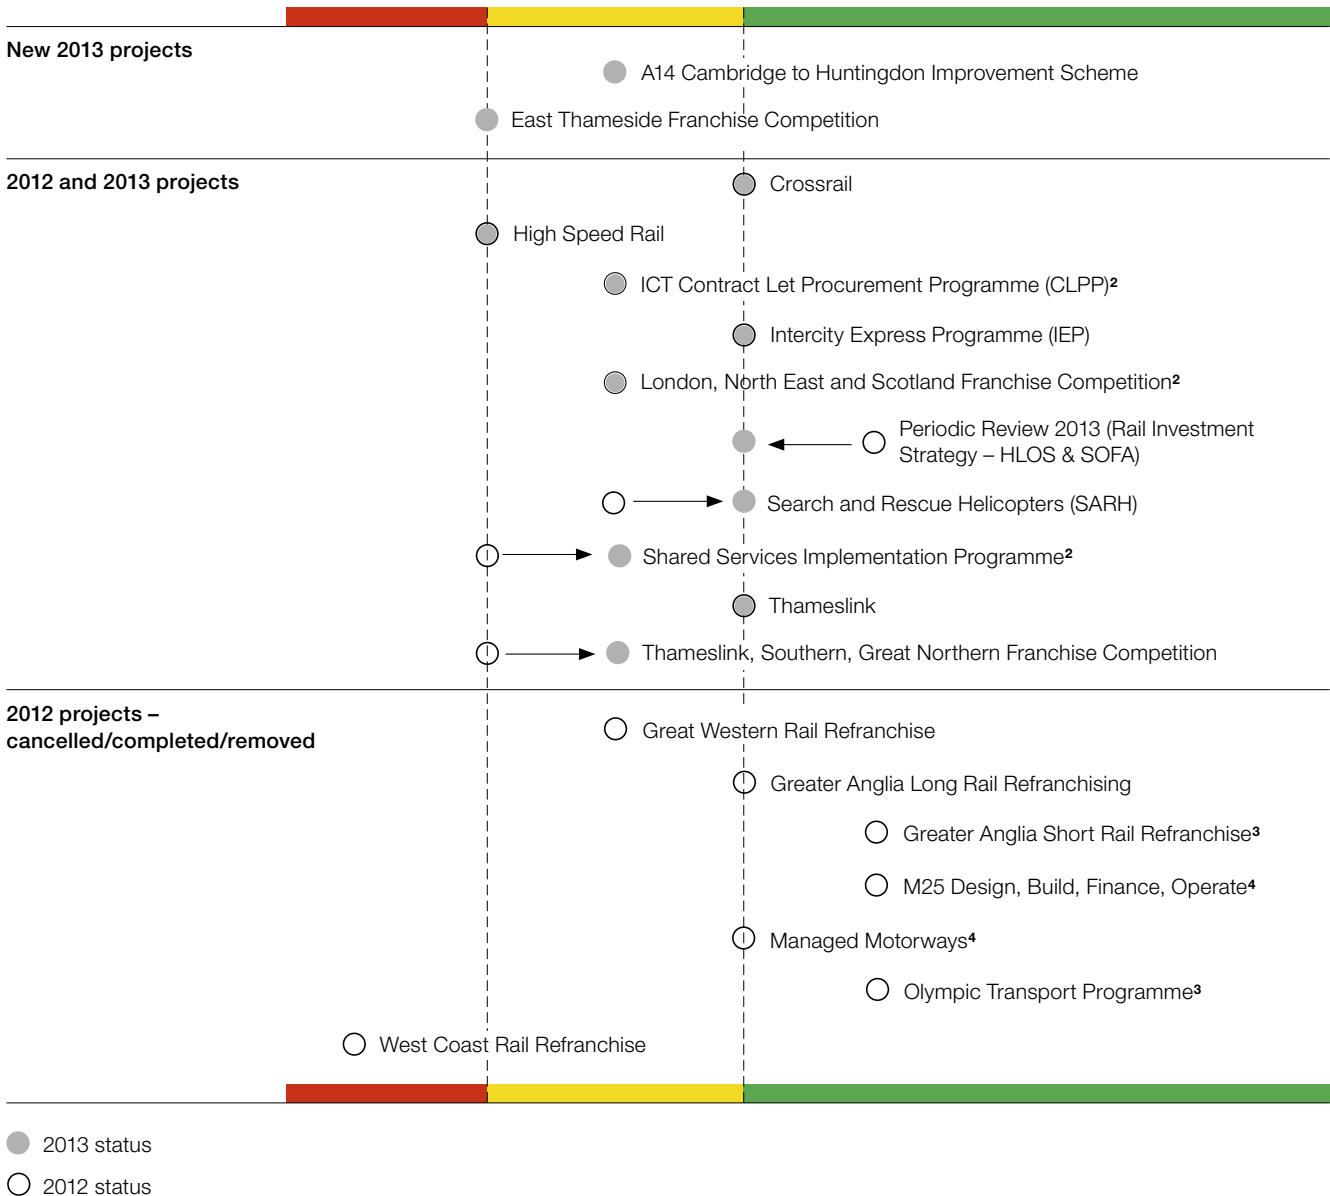 New 2013 projects
A14 Cambridge to Huntingdon Improvement Scheme
East Thameside Franchise Competition
2012 and 2013 projects
Crossrail
High Speed Rail
ICT Contract Let Procurement Programme (CLPP)²
Intercity Express Programme (IEP)
London, North East and Scotland Franchise Competition²
Periodic Review 2013 (Rail Investment
Strategy – HLOS & SOFA)
Search and Rescue Helicopters (SARH)
Shared Services Implementation Programme²
Thameslink
Thameslink, Southern, Great Northern Franchise Competition
2012 projects –
cancelled/completed/removed
Great Western Rail Refranchise
Greater Anglia Long Rail Refranchising
Greater Anglia Short Rail Refranchise³
M25 Design, Build, Finance, Operate⁴
Managed Motorways⁴
Olympic Transport Programme³
West Coast Rail Refranchise
2013 status
2012 status